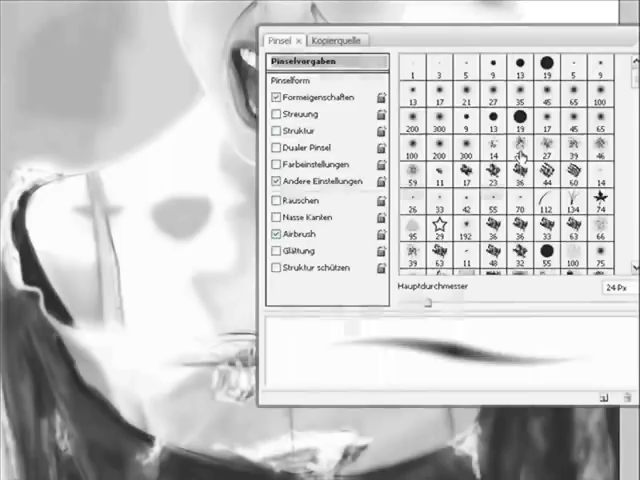 Pinsel × Kopierquelle
Pinselvorgaben
Pinselform
Formeigenschaften
Streuung
Struktur
Dualer Pinsel
Farbeinstellungen
Andere Einstellungen
Rauschen
Nasse Kanten
Airbrush
Glättung
Struktur schützen
1 3 5 9 13 19 5 9
13 17 21 27 35 45 65 100
200 300 9 13 19 17 45 65
100 200 300 14 27 39 46
59 11 17 23 36 44 60 14
26 33 42 55 70 112 134 74
95 29 192 36 36 33 63 66
39 63 11 48 32 55 100 75
Hauptdurchmesser
24 Px